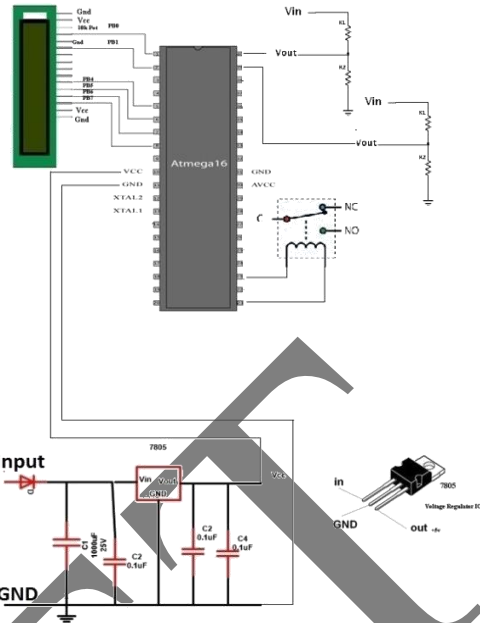 Gnd
Vcc
10k Pot PB0
Gnd PB1
PB4
PB5
PB6
PB7
Vcc
Gnd
Atmega16
VCC
GND
XTAL2
XTAL1
GND
AVCC
Vin
R1
Vout
R2
Vin
R1
Vout
R2
C
NC
NO
nput
7805
Vin Vout
GND
Vcc
C1
1000uF
25V
C2
0.1uF
C2
0.1uF
C4
0.1uF
GND
in
GND
out +5v
7805
Voltage Regulator IC